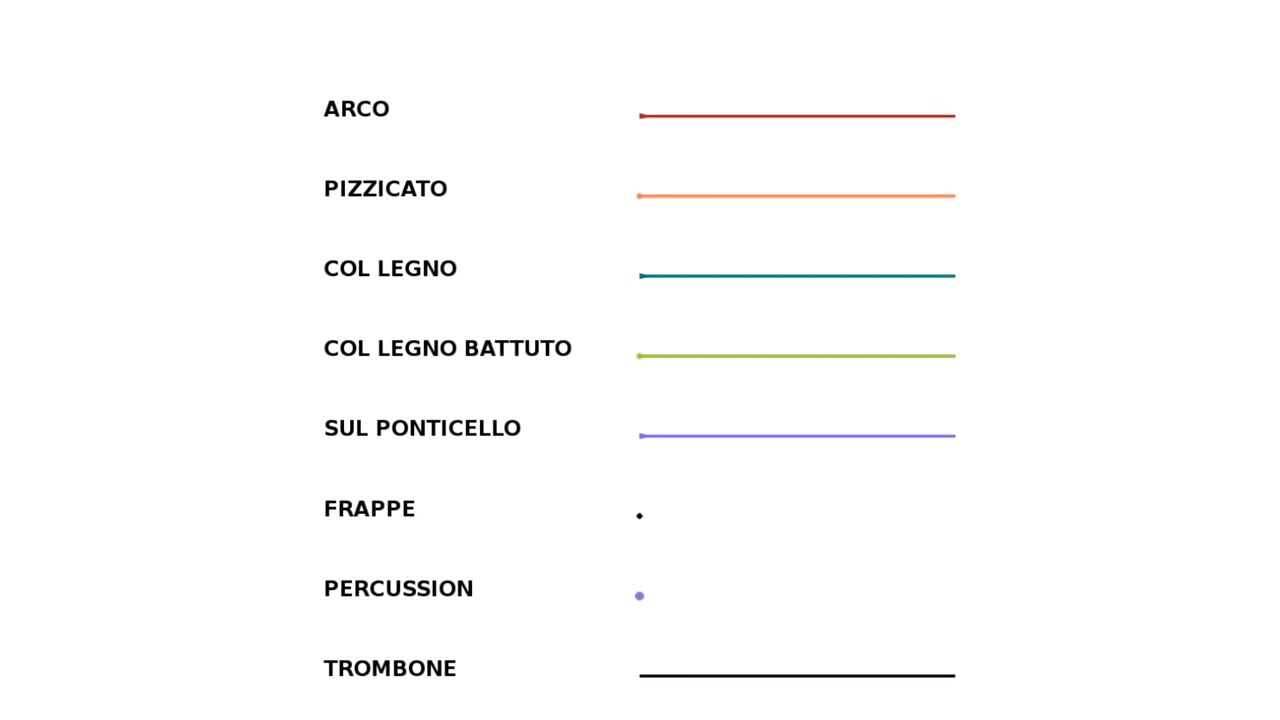 ARCO
PIZZICATO
COL LEGNO
COL LEGNO BATTUTO
SUL PONTICELLO
FRAPPE
PERCUSSION
TROMBONE